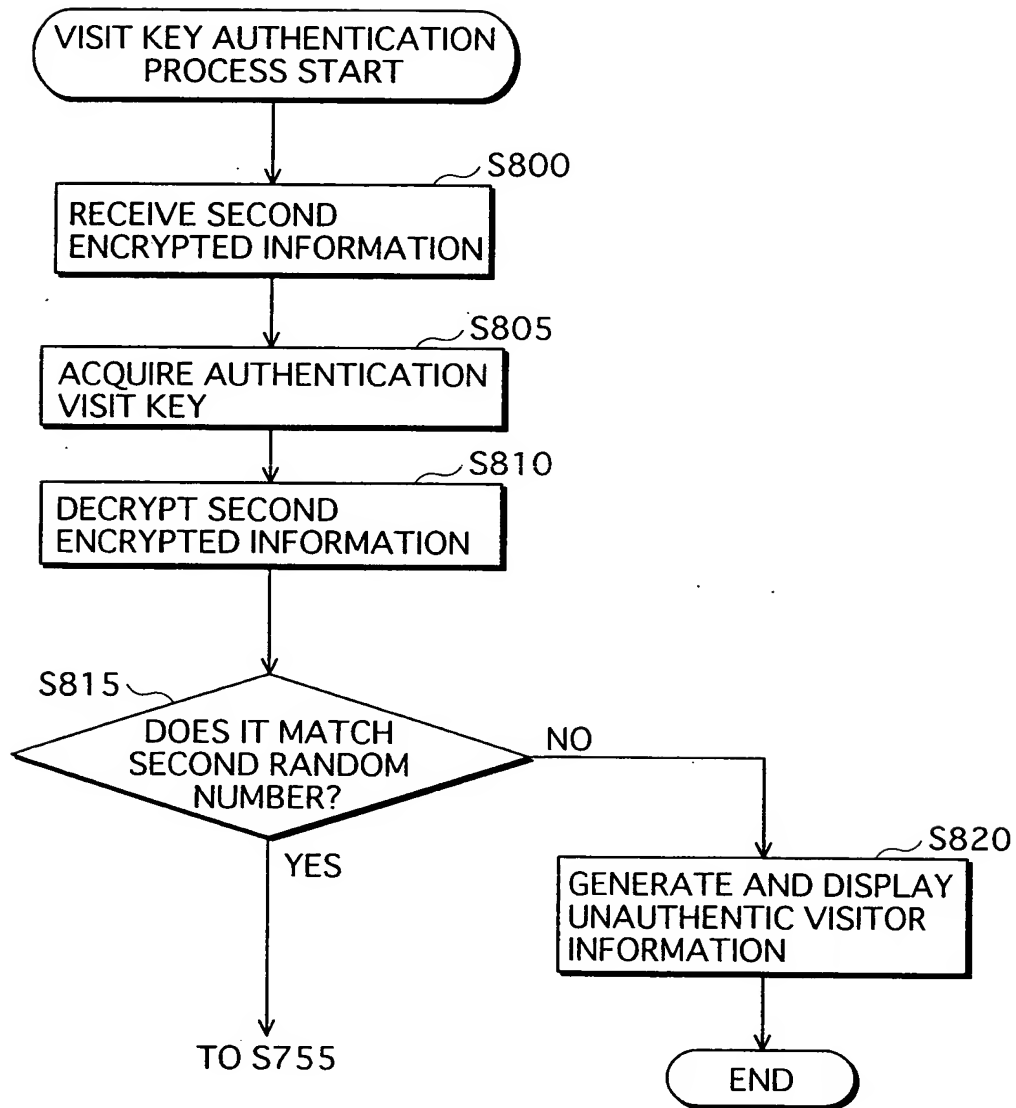 VISIT KEY AUTHENTICATION
PROCESS START
S800
RECEIVE SECOND
ENCRYPTED INFORMATION
S805
ACQUIRE AUTHENTICATION
VISIT KEY
S810
DECRYPT SECOND
ENCRYPTED INFORMATION
S815
DOES IT MATCH
SECOND RANDOM
NUMBER?
NO
YES
S820
GENERATE AND DISPLAY
UNAUTHENTIC VISITOR
INFORMATION
TO S755
END